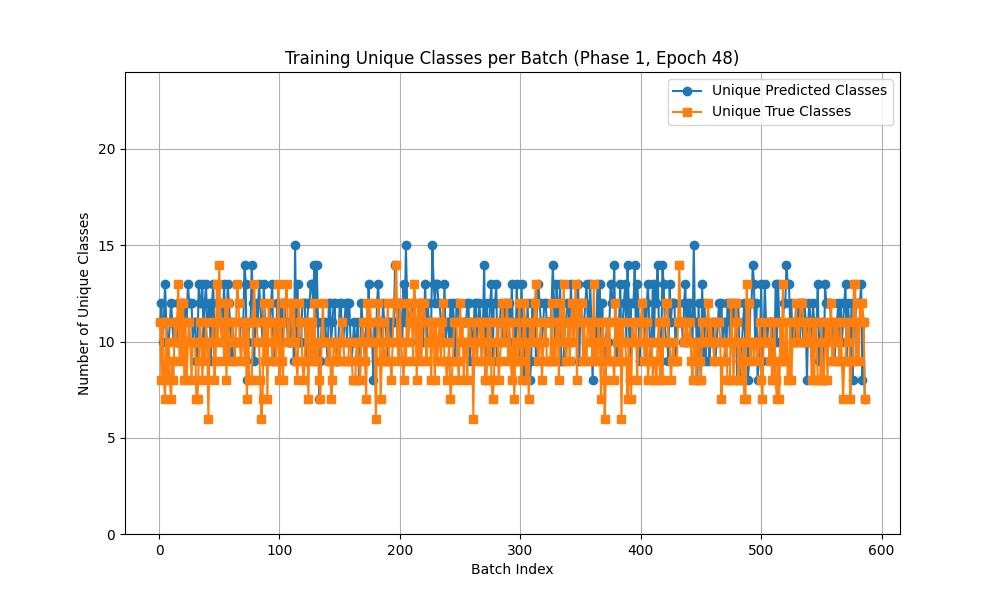 Training Unique Classes per Batch (Phase 1, Epoch 48)
Unique Predicted Classes
Unique True Classes
Number of Unique Classes
20
15
10
5
0
0 100 200 300 400 500 600
Batch Index